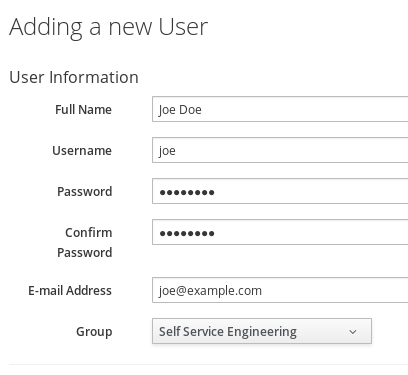 Adding a new User
User Information
Full Name Joe Doe
Username joe
Password ●●●●●●●●
Confirm Password ●●●●●●●●
E-mail Address joe@example.com
Group Self Service Engineering